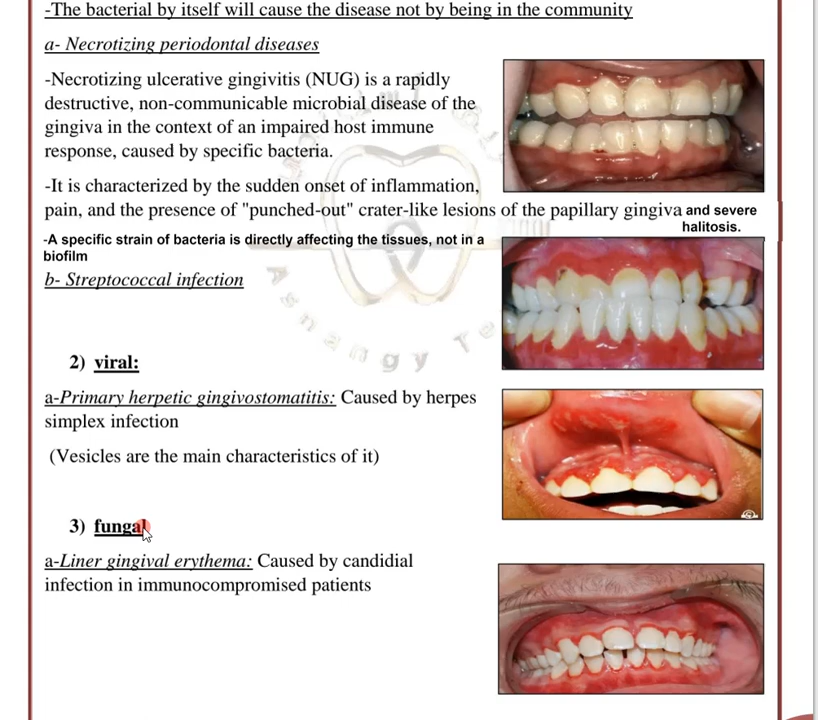 -The bacterial by itself will cause the disease not by being in the community
a- Necrotizing periodontal diseases
-Necrotizing ulcerative gingivitis (NUG) is a rapidly
destructive, non-communicable microbial disease of the
gingiva in the context of an impaired host immune
response, caused by specific bacteria.
-It is characterized by the sudden onset of inflammation,
pain, and the presence of "punched-out" crater-like lesions of the papillary gingiva and severe
halitosis.
-A specific strain of bacteria is directly affecting the tissues, not in a
biofilm
b- Streptococcal infection
2) viral:
a-Primary herpetic gingivostomatitis: Caused by herpes
simplex infection
(Vesicles are the main characteristics of it)
3) fungal
a-Liner gingival erythema: Caused by candidial
infection in immunocompromised patients